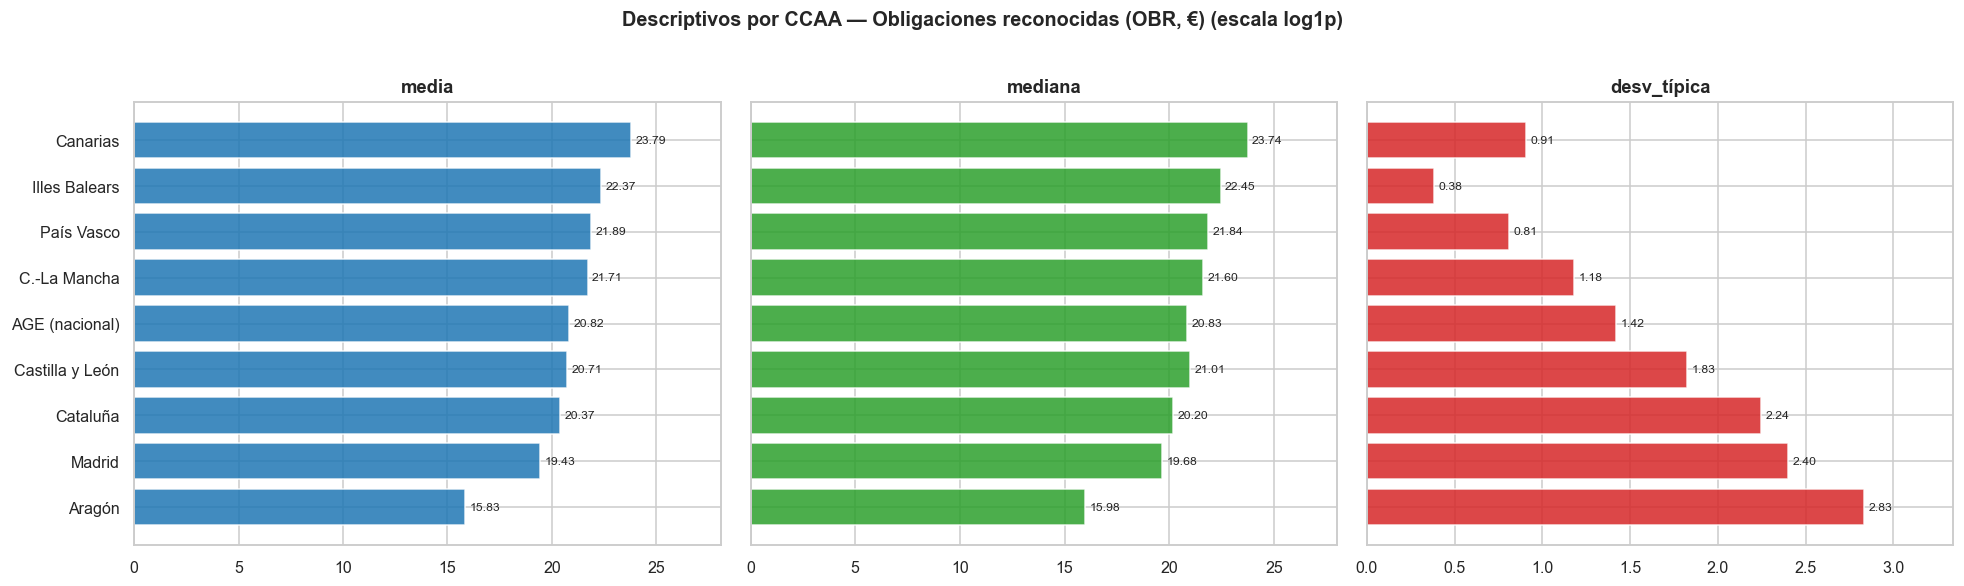 Descriptivos por CCAA — Obligaciones reconocidas (OBR, €) (escala log1p)
media
mediana
desv_típica
Canarias
23.79
23.74
0.91
Illes Balears
22.37
22.45
0.38
País Vasco
21.89
21.84
0.81
C.-La Mancha
21.71
21.60
1.18
AGE (nacional)
20.82
20.83
1.42
Castilla y León
20.71
21.01
1.83
Cataluña
20.37
20.20
2.24
Madrid
19.43
19.68
2.40
Aragón
15.83
15.98
2.83
0 5 10 15 20 25
0 5 10 15 20 25
0.0 0.5 1.0 1.5 2.0 2.5 3.0